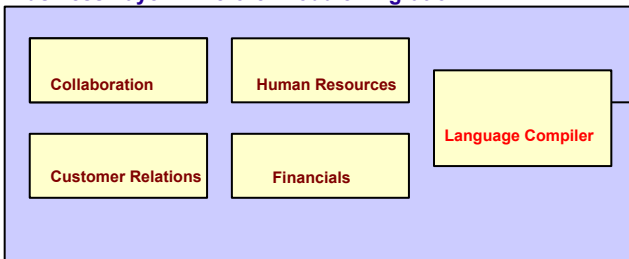 Collaboration
Human Resources
Language Compiler
Customer Relations
Financials